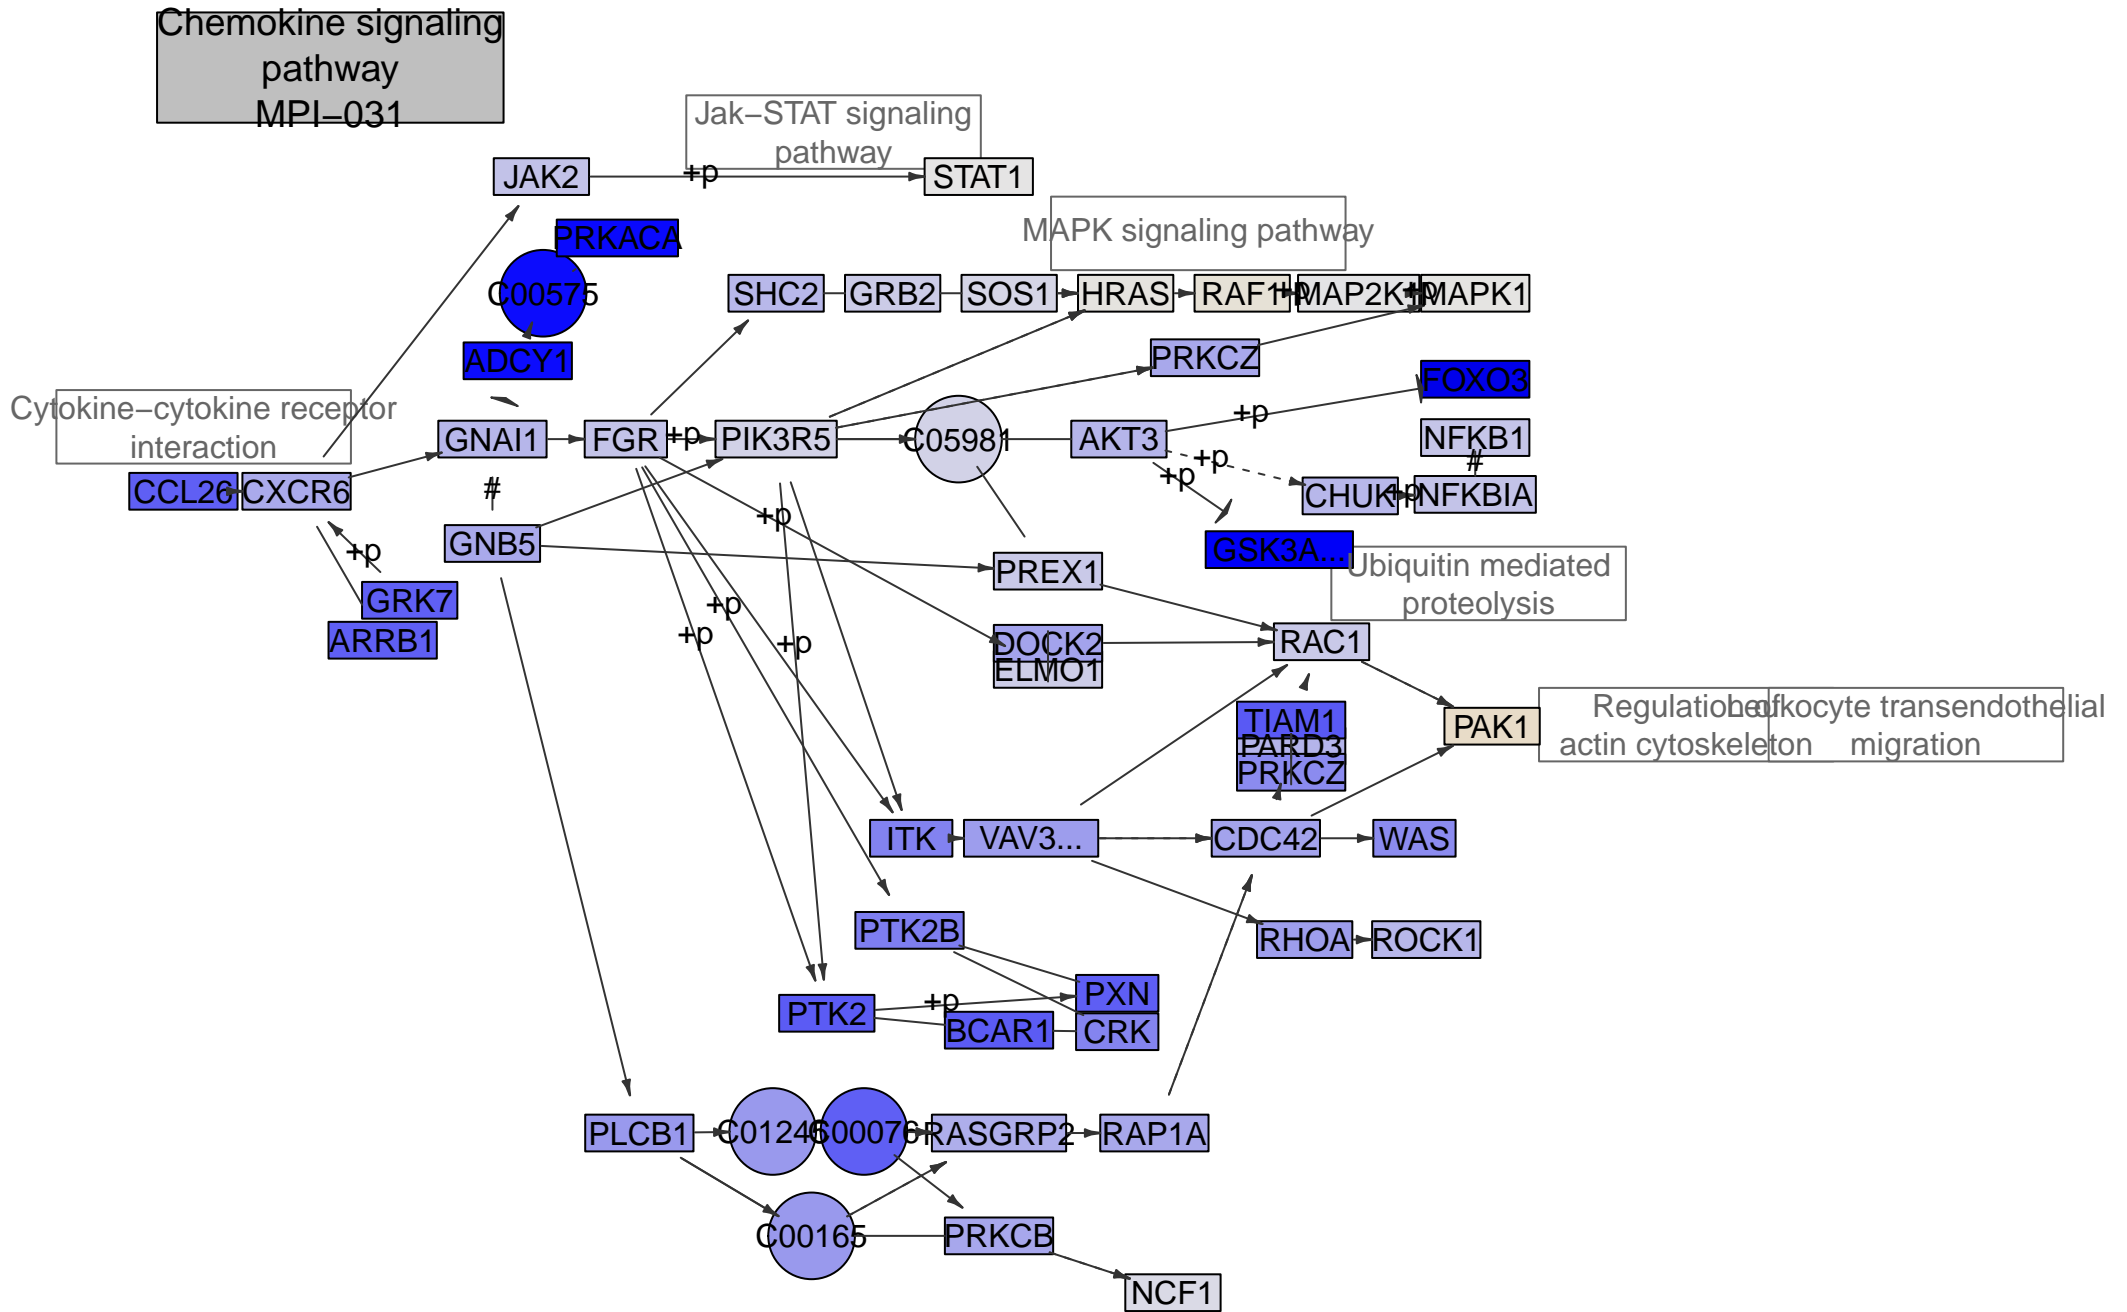 Chemokine signaling
pathway
MPI−031
Jak−STAT signaling
pathway
JAK2
+p
STAT1
PRKACA
MAPK signaling pathway
C00575
SHC2
GRB2
SOS1
HRAS
RAF1
+p
MAP2K1
+p
MAPK1
ADCY1
PRKCZ
FOXO3
Cytokine−cytokine receptor
interaction
+p
GNAI1
FGR
+p
PIK3R5
C05981
AKT3
NFKB1
+p
#
+p
CCL26
CXCR6
#
CHUK
+p
NFKBIA
+p
GNB5
+p
GSK3A...
PREX1
Ubiquitin mediated
proteolysis
GRK7
+p
ARRB1
+p
+p
DOCK2
ELMO1
RAC1
TIAM1
PARD3
PRKCZ
PAK1
Regulation of
actin cytoskeleton
Leukocyte transendothelial
migration
ITK
VAV3...
CDC42
WAS
PTK2B
RHOA
ROCK1
PTK2
+p
PXN
BCAR1
CRK
PLCB1
C01245
C00076
RASGRP2
RAP1A
C00165
PRKCB
NCF1